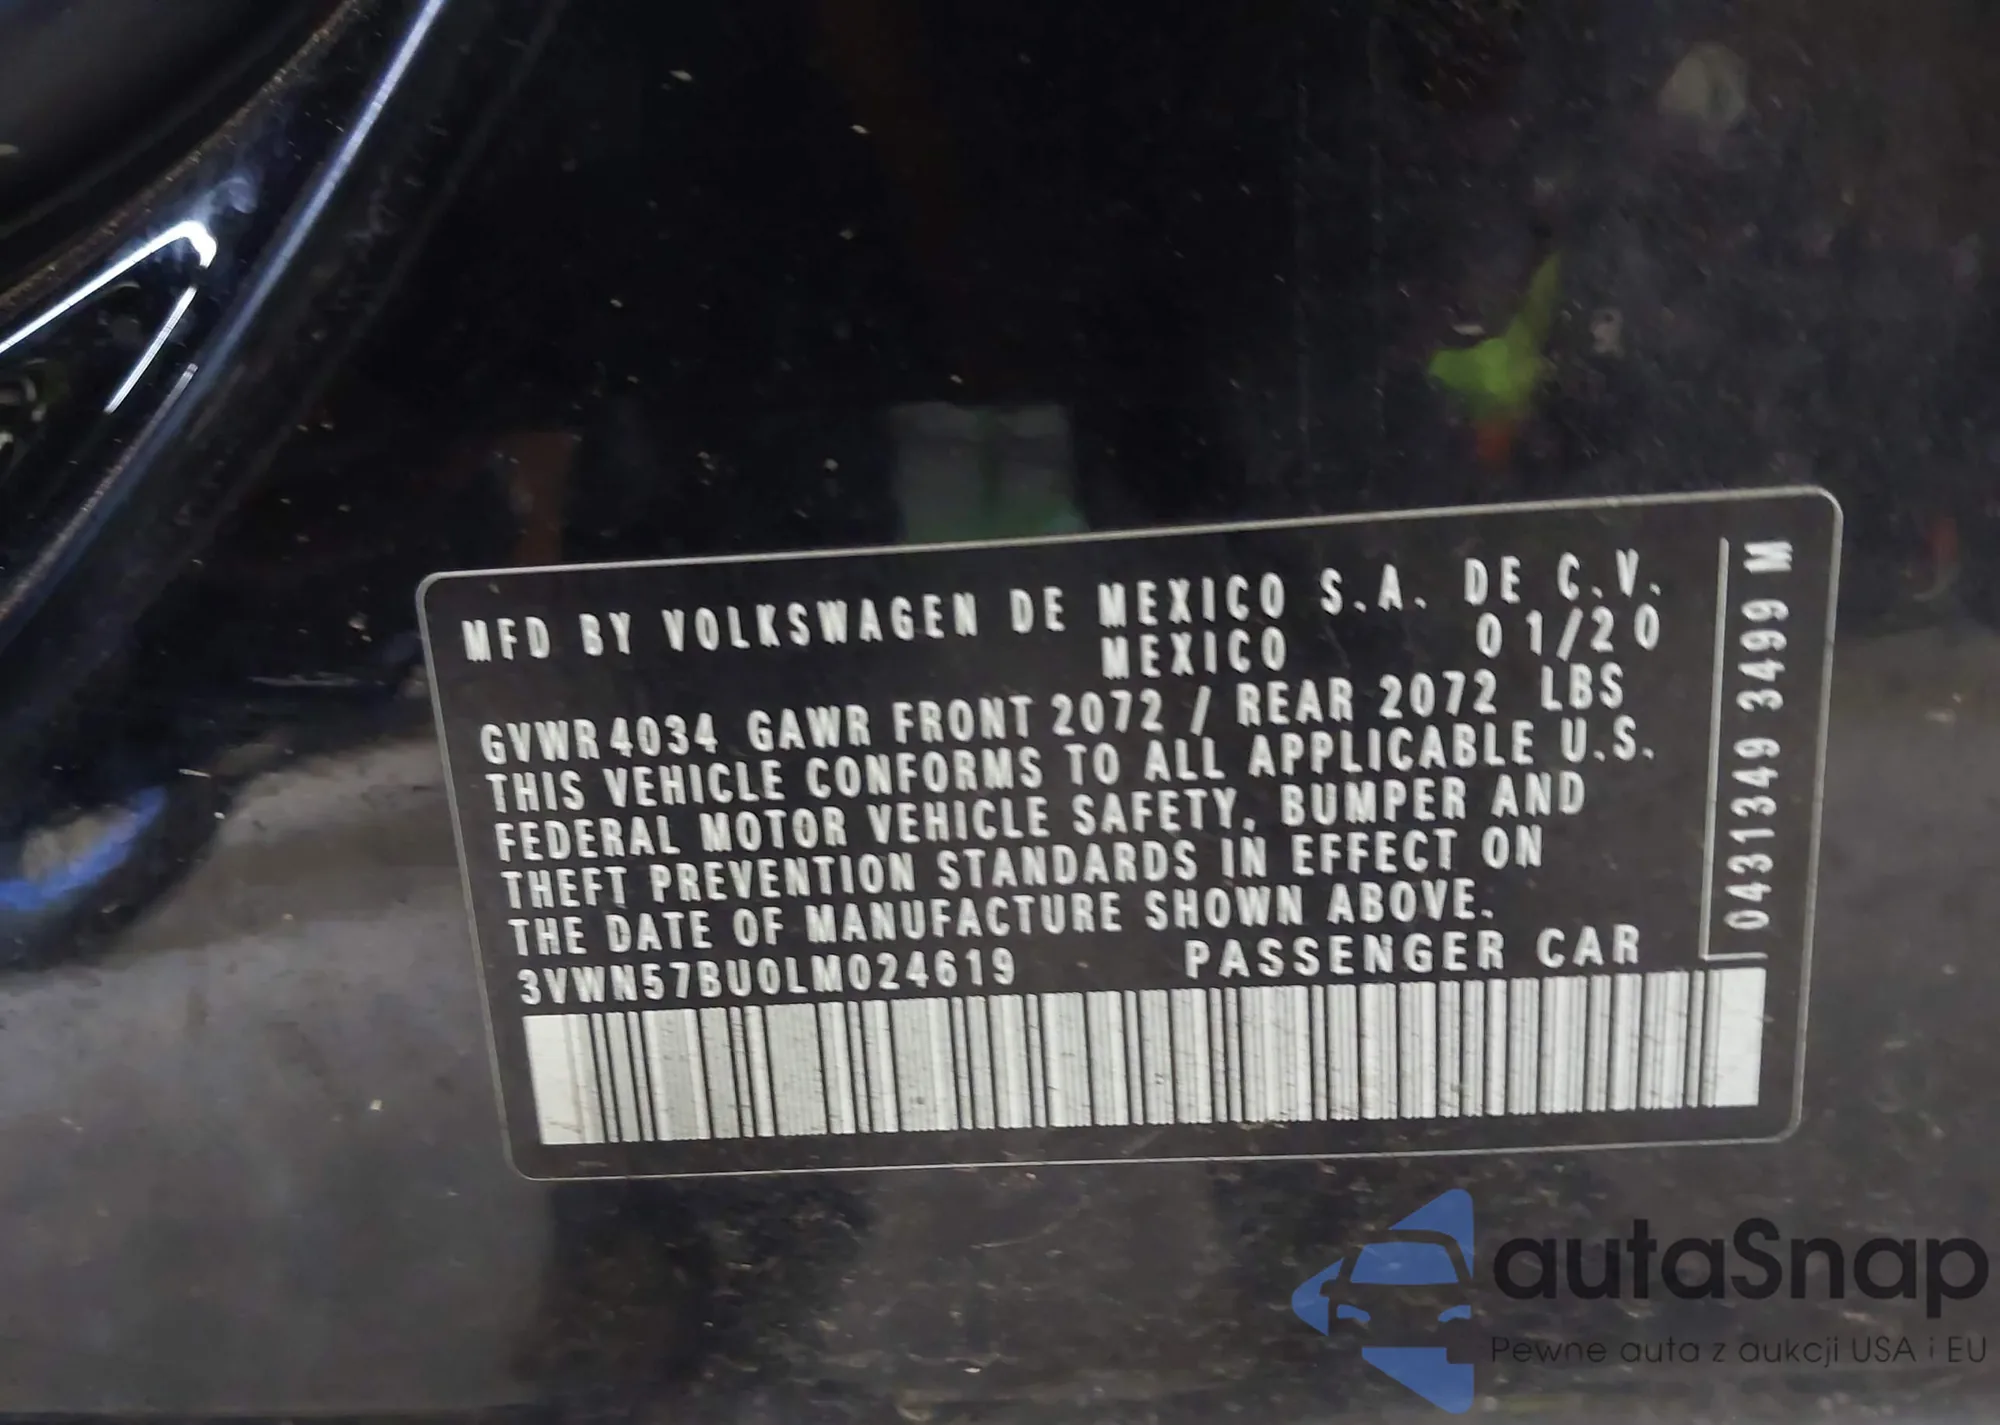 MFD BY VOLKSWAGEN DE MEXICO S.A. DE C.V.
MEXICO 01/20
GVWR 4034 GAWR FRONT 2072 / REAR 2072 LBS
THIS VEHICLE CONFORMS TO ALL APPLICABLE U.S.
FEDERAL MOTOR VEHICLE SAFETY, BUMPER AND
THEFT PREVENTION STANDARDS IN EFFECT ON
THE DATE OF MANUFACTURE SHOWN ABOVE.
3VWN57BU0LM024619 PASSENGER CAR
0431349 3499 M
autaSnap
Pewne auta z aukcji USA i EU